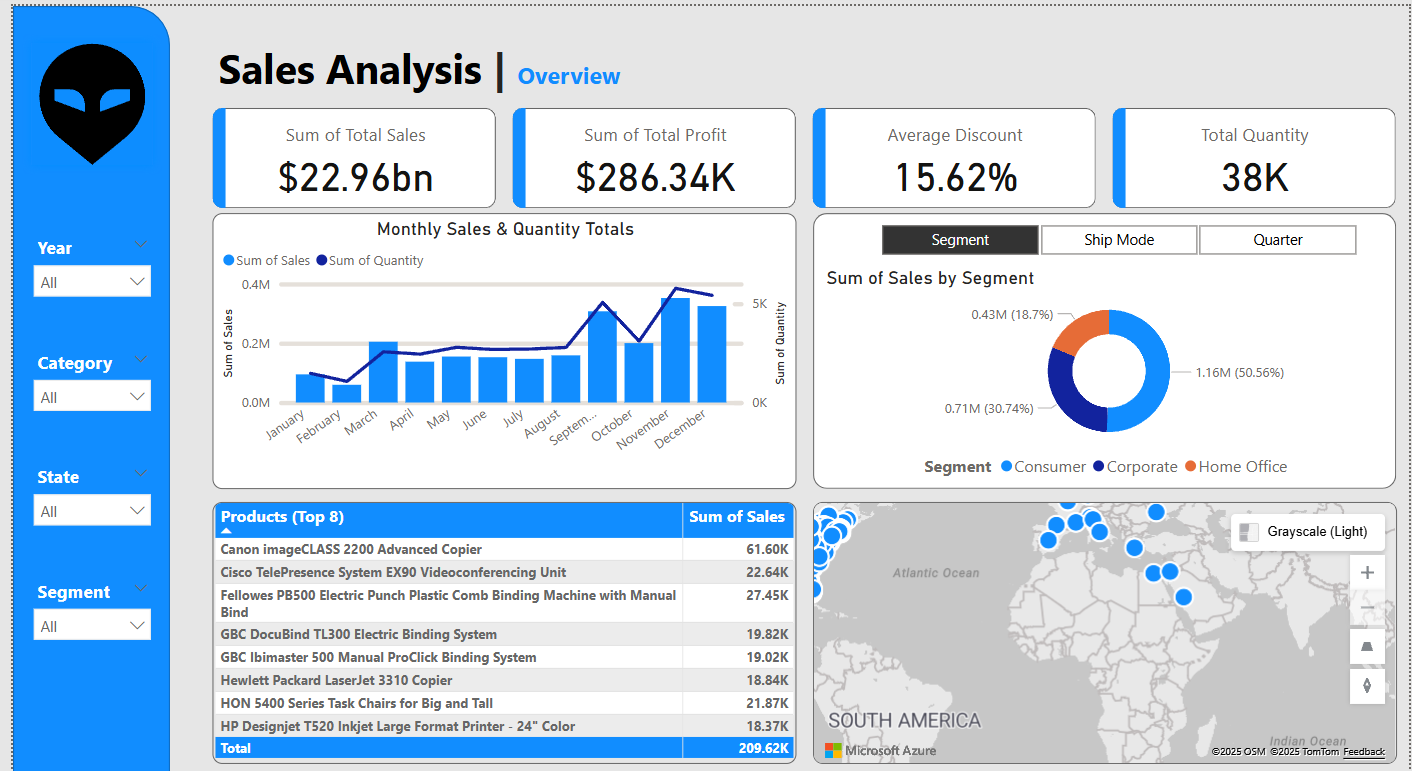 Sales Analysis | Overview
Sum of Total Sales
$22.96bn
Sum of Total Profit
$286.34K
Average Discount
15.62%
Total Quantity
38K
Year
All
Category
All
State
All
Segment
All
Monthly Sales & Quantity Totals
Sum of Sales Sum of Quantity
Sum of Sales
0.4M
0.2M
0.0M
5K
0K
Sum of Quantity
January
February
March
April
May
June
July
August
Septem...
October
November
December
Segment Ship Mode Quarter
Sum of Sales by Segment
0.43M (18.7%)
1.16M (50.56%)
0.71M (30.74%)
Segment Consumer Corporate Home Office
Products (Top 8) Sum of Sales
Canon imageCLASS 2200 Advanced Copier 61.60K
Cisco TelePresence System EX90 Videoconferencing Unit 22.64K
Fellowes PB500 Electric Punch Plastic Comb Binding Machine with Manual 27.45K
Bind
GBC DocuBind TL300 Electric Binding System 19.82K
GBC Ibimaster 500 Manual ProClick Binding System 19.02K
Hewlett Packard LaserJet 3310 Copier 18.84K
HON 5400 Series Task Chairs for Big and Tall 21.87K
HP Designjet T520 Inkjet Large Format Printer - 24" Color 18.37K
Total 209.62K
Grayscale (Light)
Atlantic Ocean
SOUTH AMERICA
Indian Ocean
Microsoft Azure
©2025 OSM ©2025 TomTom Feedback